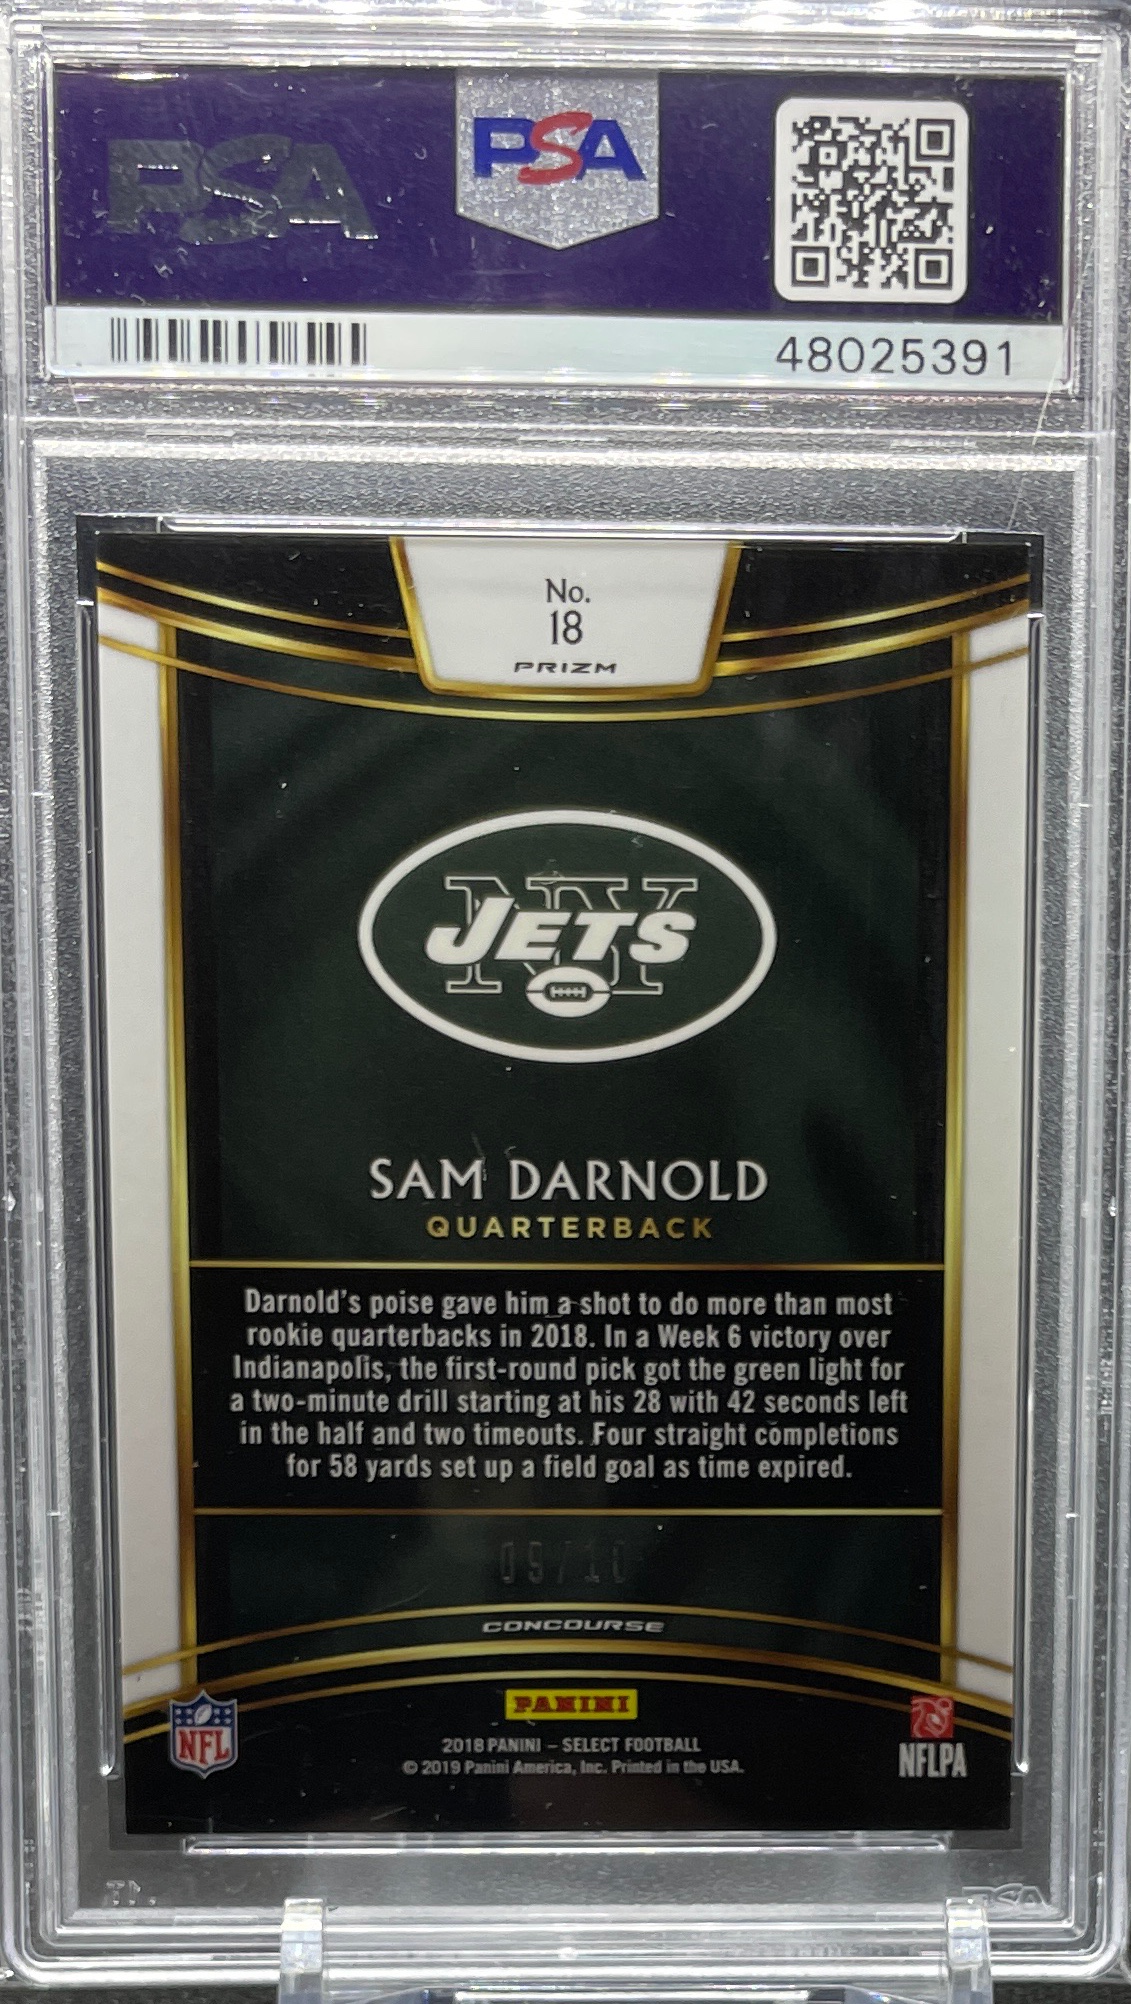 PSA
PSA
48025391
No.
18
PRIZM
NY
JETS
SAM DARNOLD
QUARTERBACK
Darnold's poise gave him a shot to do more than most
rookie quarterbacks in 2018. In a Week 6 victory over
Indianapolis, the first-round pick got the green light for
a two-minute drill starting at his 28 with 42 seconds left
in the half and two timeouts. Four straight completions
for 58 yards set up a field goal as time expired.
09/10
CONCOURSE
PANINI
NFL
NFLPA
2018 PANINI – SELECT FOOTBALL
© 2019 Panini America, Inc. Printed in the USA.
PSA